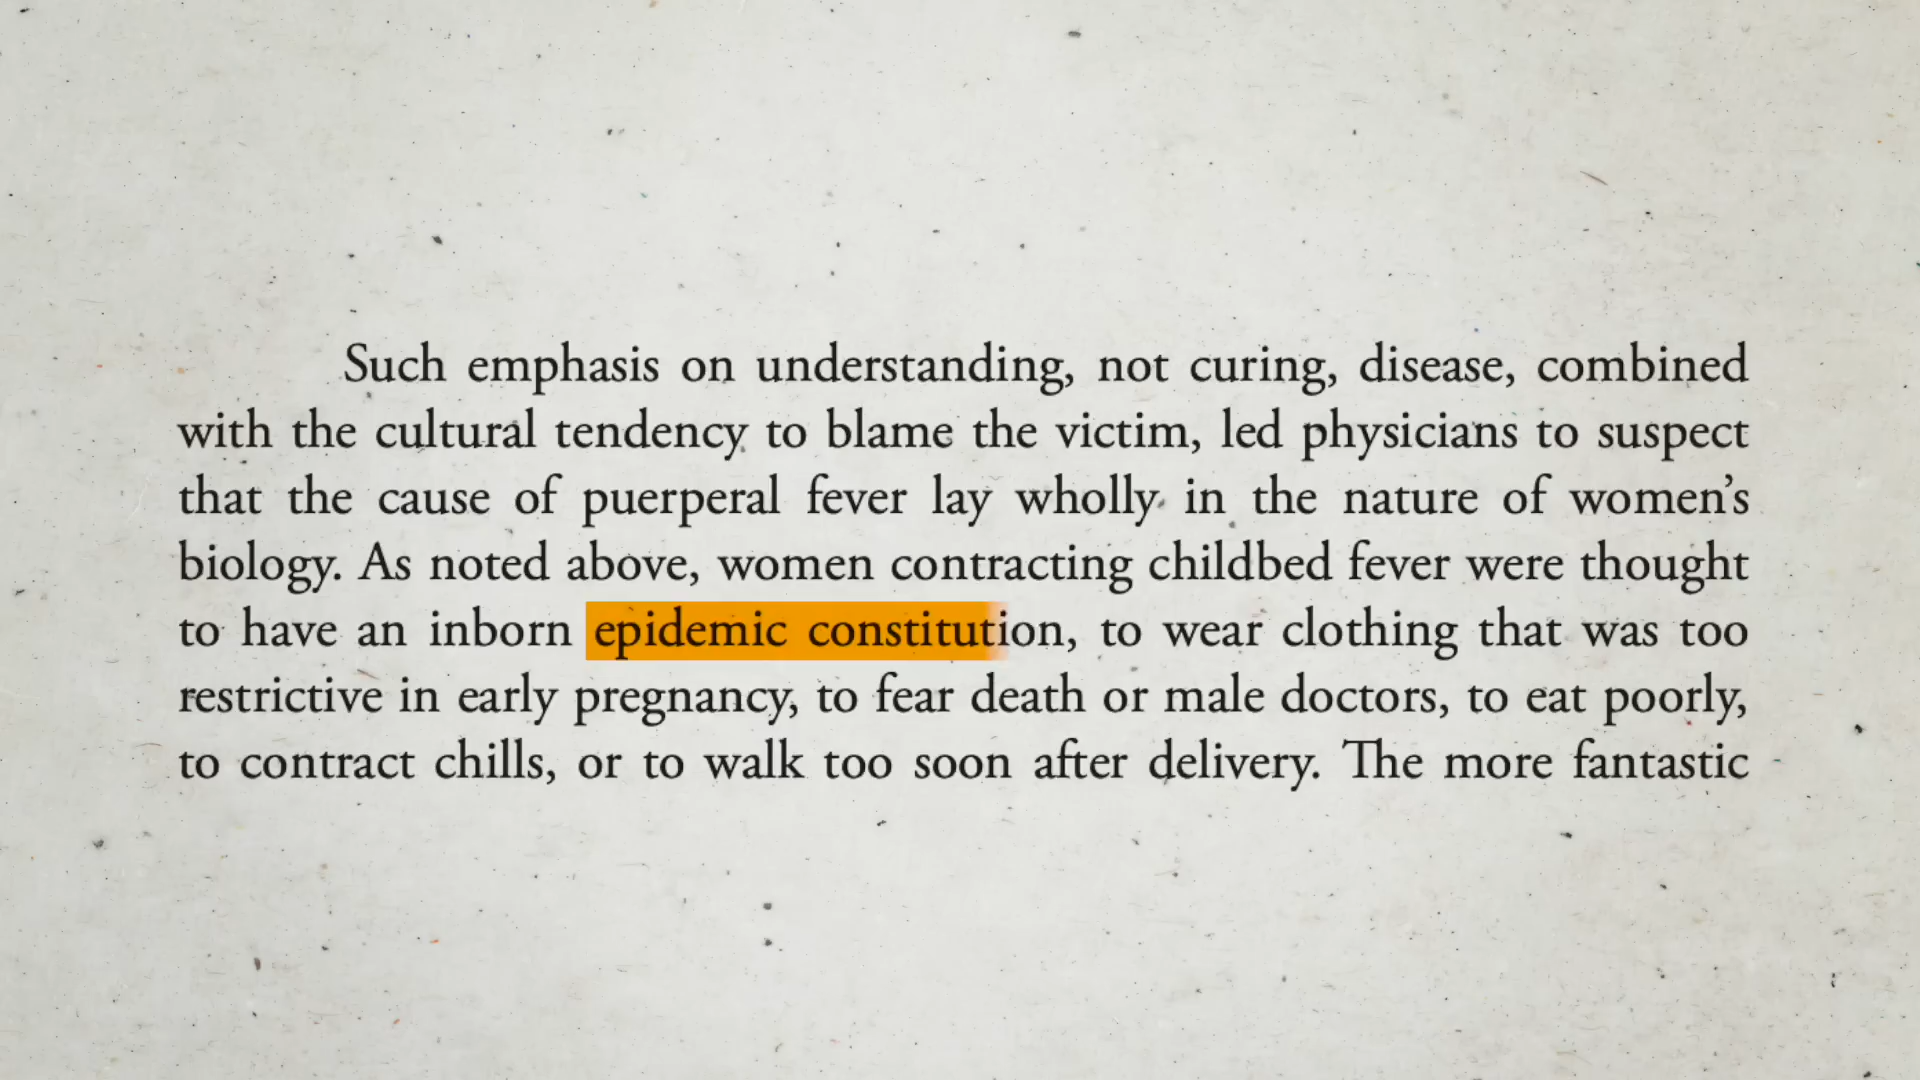 Such emphasis on understanding, not curing, disease, combined
with the cultural tendency to blame the victim, led physicians to suspect
that the cause of puerperal fever lay wholly in the nature of women’s
biology. As noted above, women contracting childbed fever were thought
to have an inborn epidemic constitution, to wear clothing that was too
restrictive in early pregnancy, to fear death or male doctors, to eat poorly,
to contract chills, or to walk too soon after delivery. The more fantastic